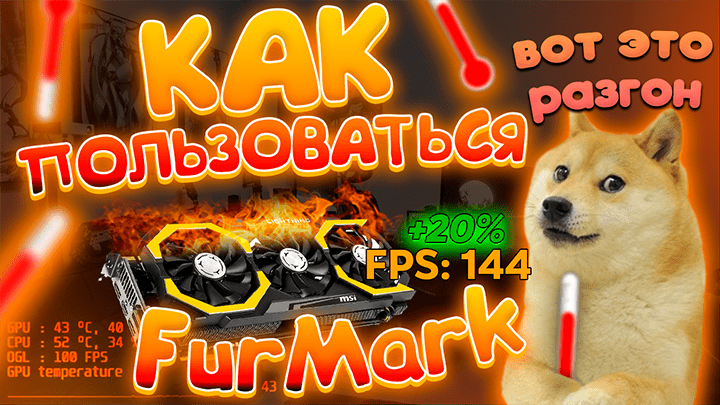 КАК
ПОЛЬЗОВАТЬСЯ
FurMark
вот это
разгон
+20%
FPS: 144
LIGHTNING
msi
GPU : 43 °C, 40
CPU : 52 °C, 34
OGL : 100 FPS
GPU temperature
43